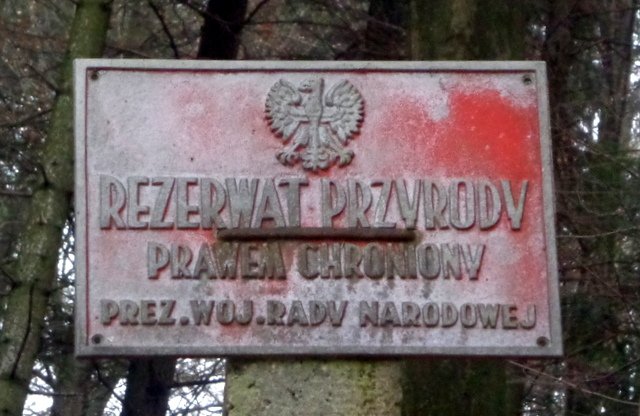 REZERWAT PRZYRODY
PRAWEM CHRONIONY
PREZ. WOJ. RADY NARODOWEJ